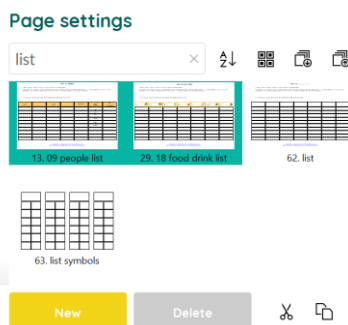 Page settings
list
13. 09 people list
29. 18 food drink list
62. list
63. list symbols
New
Delete